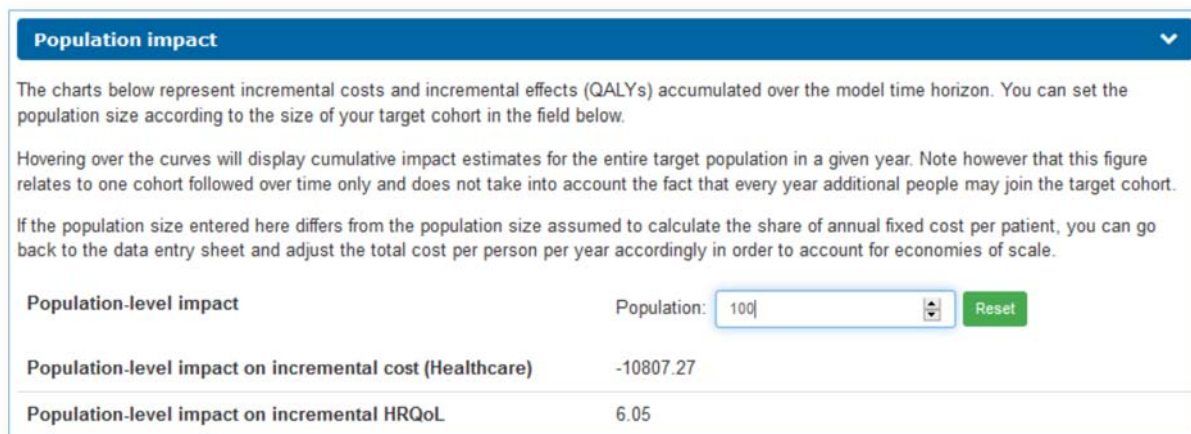 Population impact
The charts below represent incremental costs and incremental effects (QALYs) accumulated over the model time horizon. You can set the
population size according to the size of your target cohort in the field below.
Hovering over the curves will display cumulative impact estimates for the entire target population in a given year. Note however that this figure
relates to one cohort followed over time only and does not take into account the fact that every year additional people may join the target cohort.
If the population size entered here differs from the population size assumed to calculate the share of annual fixed cost per patient, you can go
back to the data entry sheet and adjust the total cost per person per year accordingly in order to account for economies of scale.
Population-level impact Population: 100 Reset
Population-level impact on incremental cost (Healthcare) -10807.27
Population-level impact on incremental HRQoL 6.05